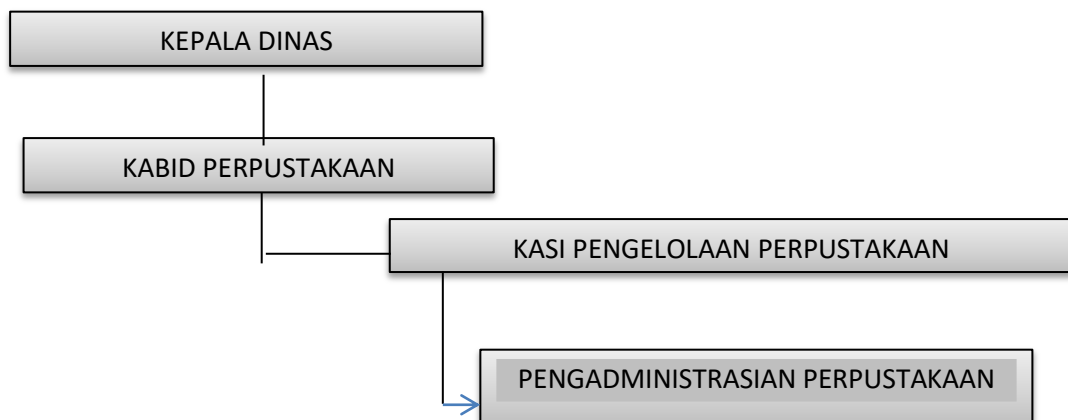 KEPALA DINAS
KABID PERPUSTAKAAN
KASI PENGELOLAAN PERPUSTAKAAN
PENGADMINISTRASIAN PERPUSTAKAAN